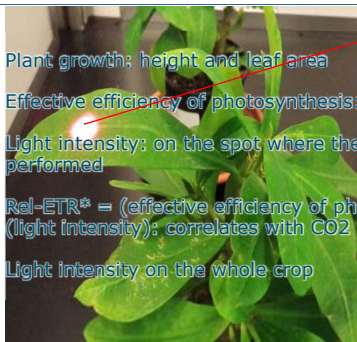 Plant growth: height and leaf area
Effective efficiency of photosynthesis:
Light intensity: on the spot where the
performed
Rel-ETR* = (effective efficiency of ph
(light intensity): correlates with CO2
Light intensity on the whole crop